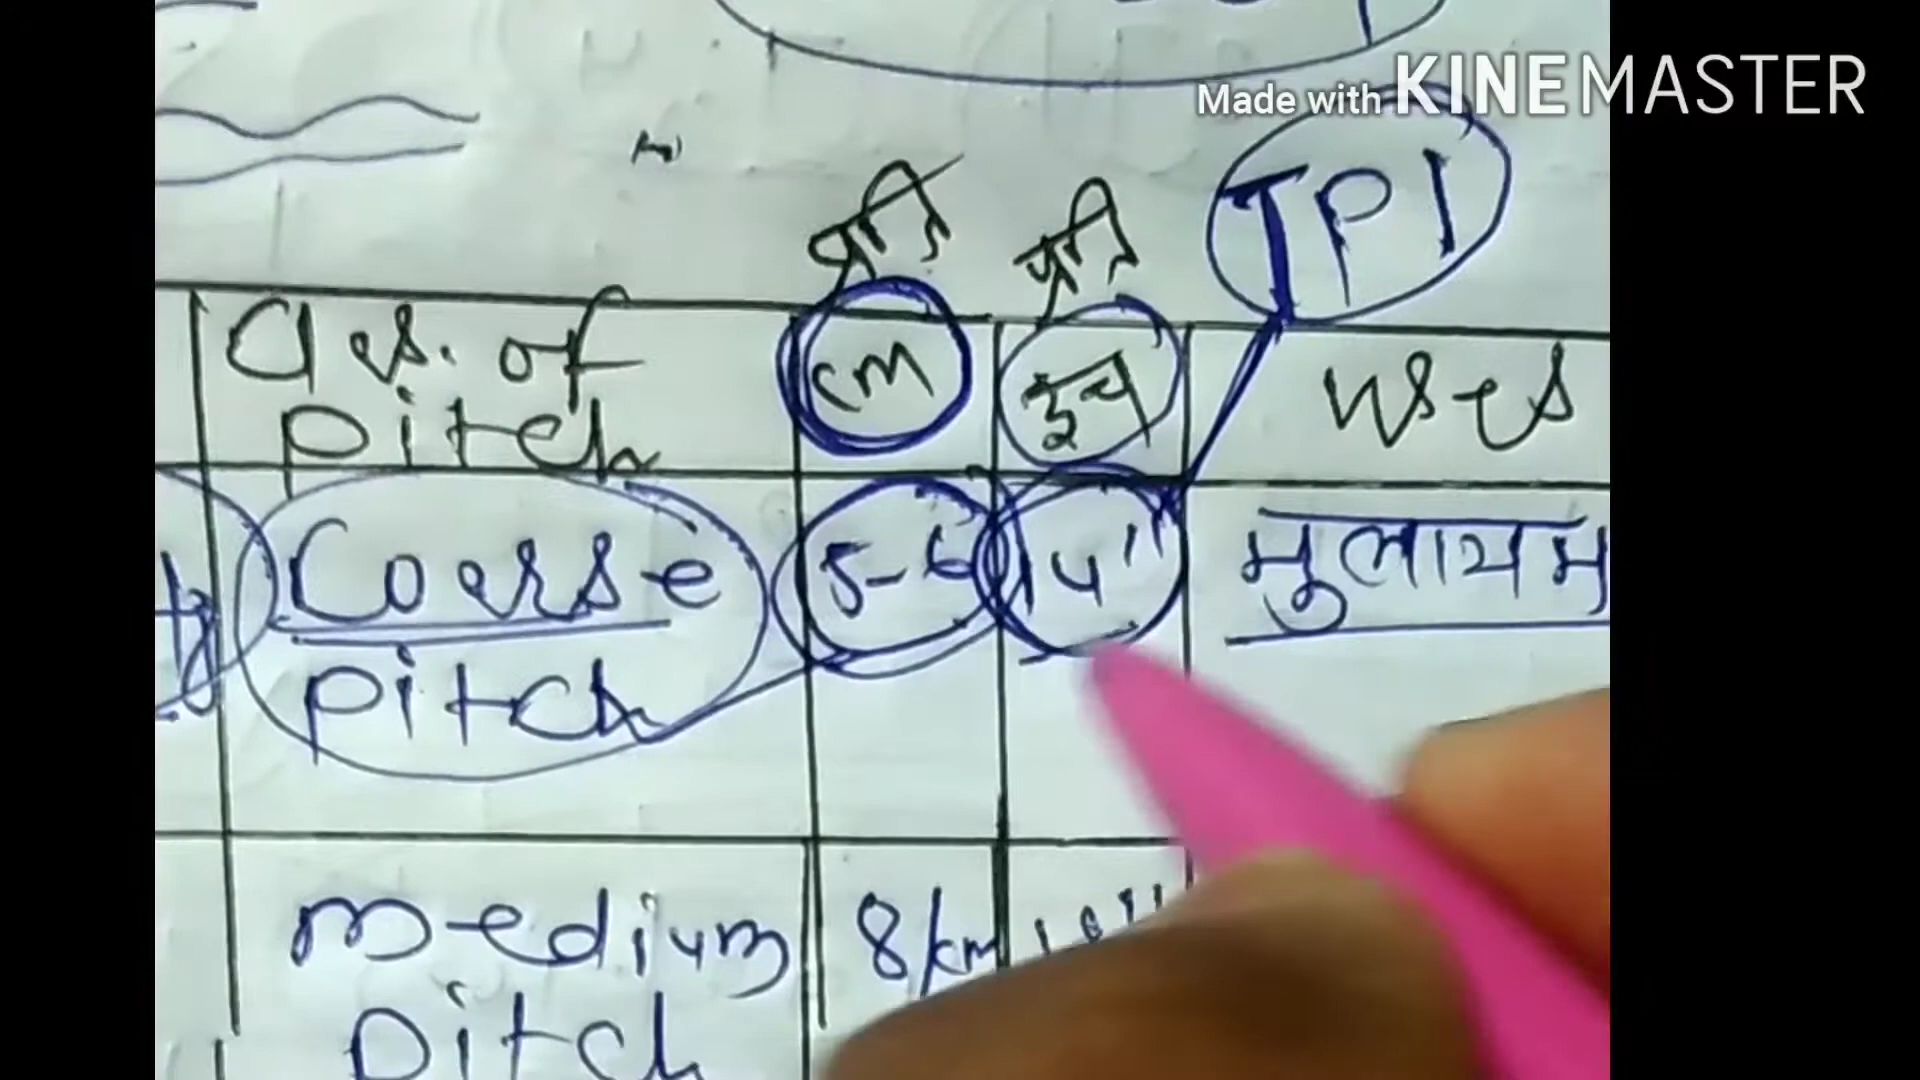 Made with KINEMASTER
TPI
प्रति
प्रति
cls. of
pitch
cm
इंच
uses
Coarse
pitch
5-6
14"
मुलायम
medium
pitch
8/cm